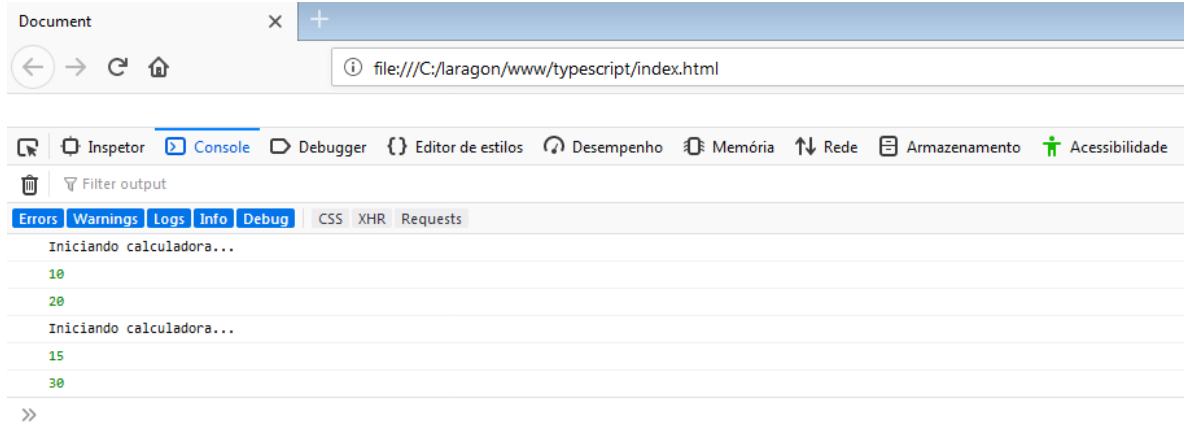 Document
file:///C:/laragon/www/typescript/index.html
Inspetor Console Debugger Editor de estilos Desempenho Memória Rede Armazenamento Acessibilidade
Filter output
Errors Warnings Logs Info Debug CSS XHR Requests
Iniciando calculadora...
10
20
Iniciando calculadora...
15
30